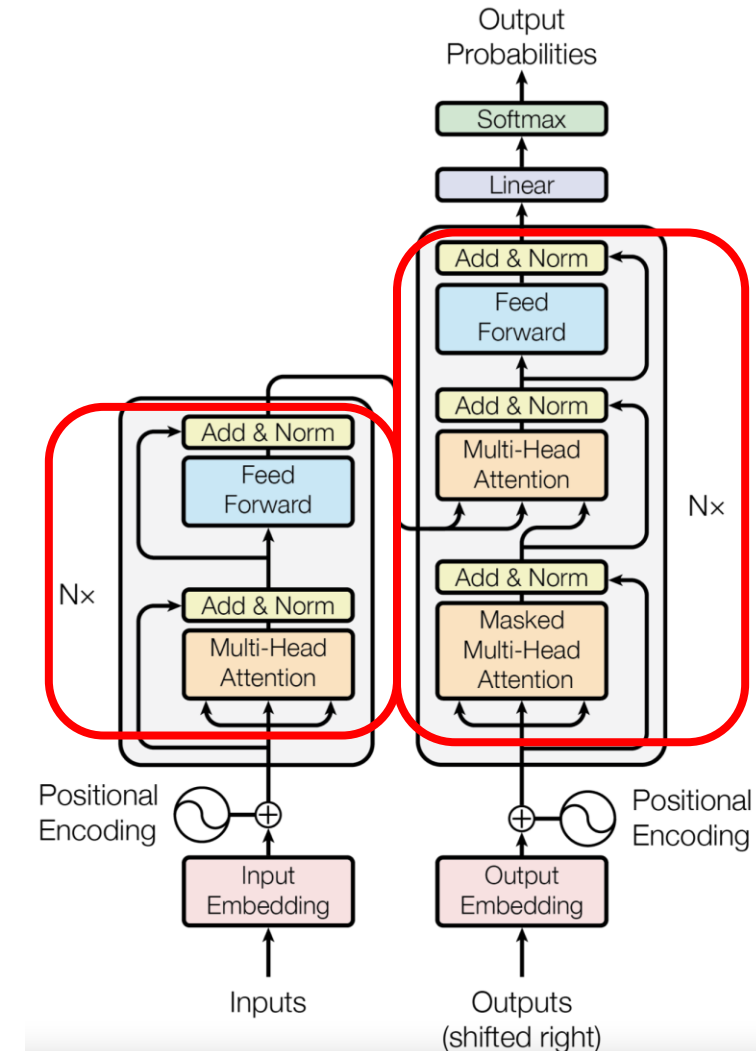 Output
Probabilities
Softmax
Linear
Add & Norm
Feed
Forward
Add & Norm
Multi-Head
Attention
Nx
Add & Norm
Masked
Multi-Head
Attention
Add & Norm
Feed
Forward
Nx
Add & Norm
Multi-Head
Attention
Positional
Encoding
Positional
Encoding
Input
Embedding
Output
Embedding
Inputs
Outputs
(shifted right)